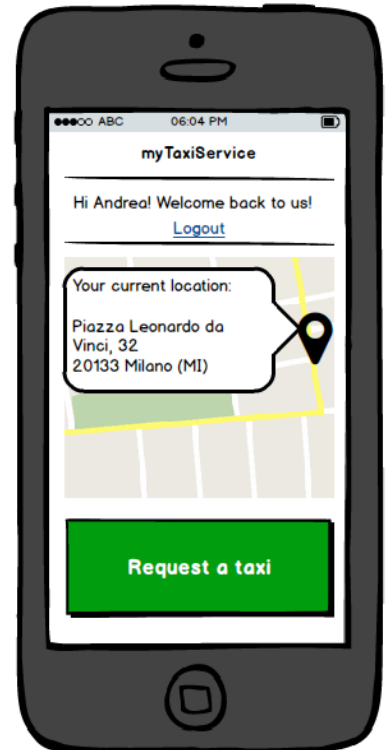 ABC 06:04 PM
myTaxiService
Hi Andrea! Welcome back to us!
Logout
Your current location:
Piazza Leonardo da
Vinci, 32
20133 Milano (MI)
Request a taxi